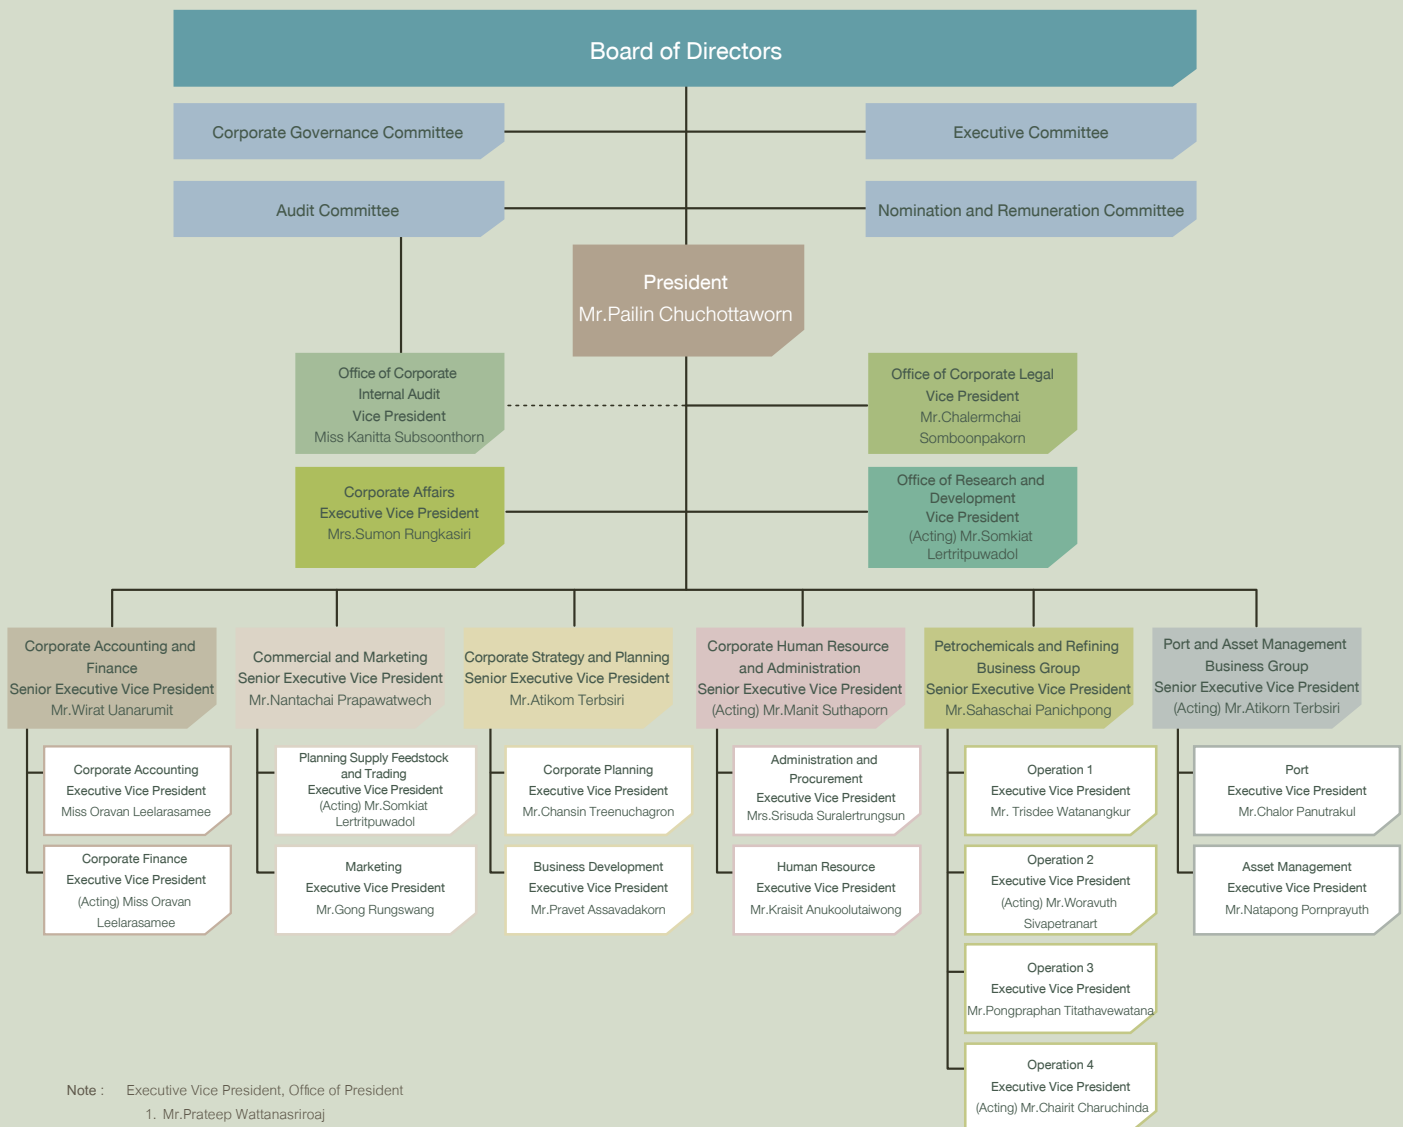 Board of Directors
Corporate Governance Committee
Executive Committee
Audit Committee
Nomination and Remuneration Committee
President
Mr.Pailin Chuchottaworn
Office of Corporate
Internal Audit
Vice President
Miss Kanitta Subsoonthorn
Office of Corporate Legal
Vice President
Mr.Chalermchai
Somboonpakorn
Corporate Affairs
Executive Vice President
Mrs.Sumon Rungkasiri
Office of Research and
Development
Vice President
(Acting) Mr.Somkiat
Lertritpuwadol
Corporate Accounting and
Finance
Senior Executive Vice President
Mr.Wirat Uanarumit
Commercial and Marketing
Senior Executive Vice President
Mr.Nantachai Prapawatwech
Corporate Strategy and Planning
Senior Executive Vice President
Mr.Atikom Terbsiri
Corporate Human Resource
and Administration
Senior Executive Vice President
(Acting) Mr.Manit Suthaporn
Petrochemicals and Refining
Business Group
Senior Executive Vice President
Mr.Sahaschai Panichpong
Port and Asset Management
Business Group
Senior Executive Vice President
(Acting) Mr.Atikorn Terbsiri
Corporate Accounting
Executive Vice President
Miss Oravan Leelarasamee
Planning Supply Feedstock
and Trading
Executive Vice President
(Acting) Mr.Somkiat
Lertritpuwadol
Corporate Planning
Executive Vice President
Mr.Chansin Treenuchagron
Administration and
Procurement
Executive Vice President
Mrs.Srisuda Suralertrungsun
Operation 1
Executive Vice President
Mr. Trisdee Watanangkur
Port
Executive Vice President
Mr.Chalor Panutrakul
Corporate Finance
Executive Vice President
(Acting) Miss Oravan
Leelarasamee
Marketing
Executive Vice President
Mr.Gong Rungswang
Business Development
Executive Vice President
Mr.Pravet Assavadakorn
Human Resource
Executive Vice President
Mr.Kraisit Anukoolutaiwong
Operation 2
Executive Vice President
(Acting) Mr.Woravuth
Sivapetranart
Asset Management
Executive Vice President
Mr.Natapong Pornprayuth
Operation 3
Executive Vice President
Mr.Pongpraphan Titathavewatana
Operation 4
Executive Vice President
(Acting) Mr.Chairit Charuchinda
Note : Executive Vice President, Office of President
1. Mr.Prateep Wattanasriroaj